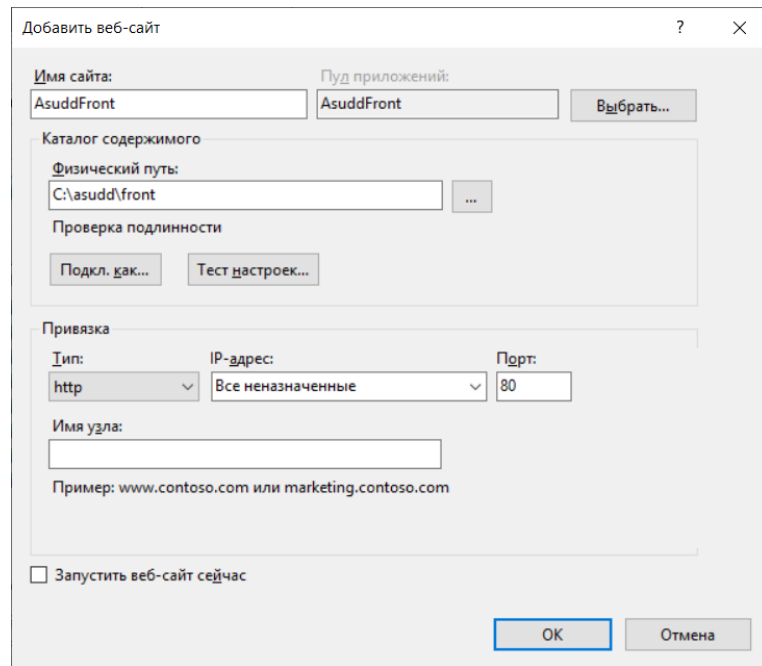 Добавить веб-сайт ? ×
Имя сайта: Пул приложений:
AsuddFront AsuddFront Выбрать...
Каталог содержимого
Физический путь:
C:\asudd\front ...
Проверка подлинности
Подкл. как... Тест настроек...
Привязка
Тип: IP-адрес: Порт:
http Все неназначенные 80
Имя узла:
Пример: www.contoso.com или marketing.contoso.com
Запустить веб-сайт сейчас
OK Отмена